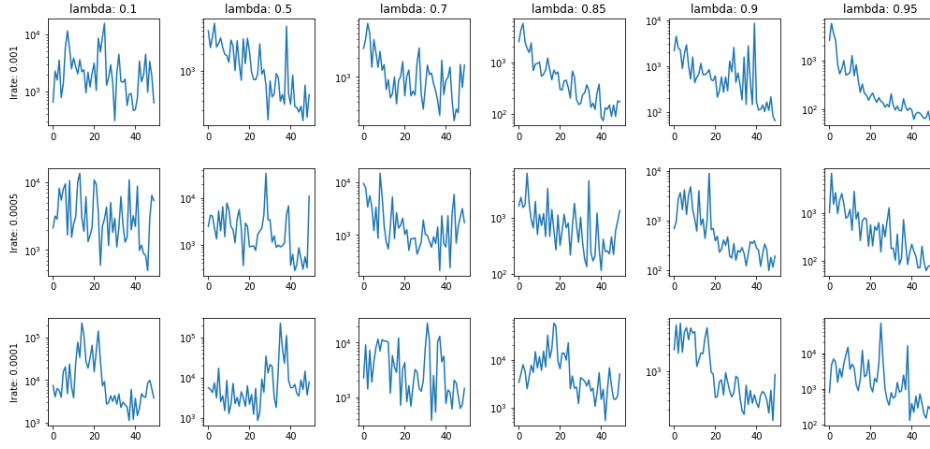 lambda: 0.1 lambda: 0.5 lambda: 0.7 lambda: 0.85 lambda: 0.9 lambda: 0.95
lrate: 0.001
10⁴ 10³ 10³ 10³ 10³ 10² 10⁴ 10³ 10² 10³ 10²
0 20 40 0 20 40 0 20 40 0 20 40 0 20 40 0 20 40
lrate: 0.0005
10⁴ 10³ 10⁴ 10³ 10⁴ 10³ 10³ 10² 10⁴ 10³ 10² 10³ 10²
0 20 40 0 20 40 0 20 40 0 20 40 0 20 40 0 20 40
lrate: 0.0001
10⁵ 10⁴ 10³ 10⁵ 10⁴ 10³ 10⁴ 10³ 10⁴ 10³ 10³ 10⁵ 10⁴ 10³ 10²
0 20 40 0 20 40 0 20 40 0 20 40 0 20 40 0 20 40